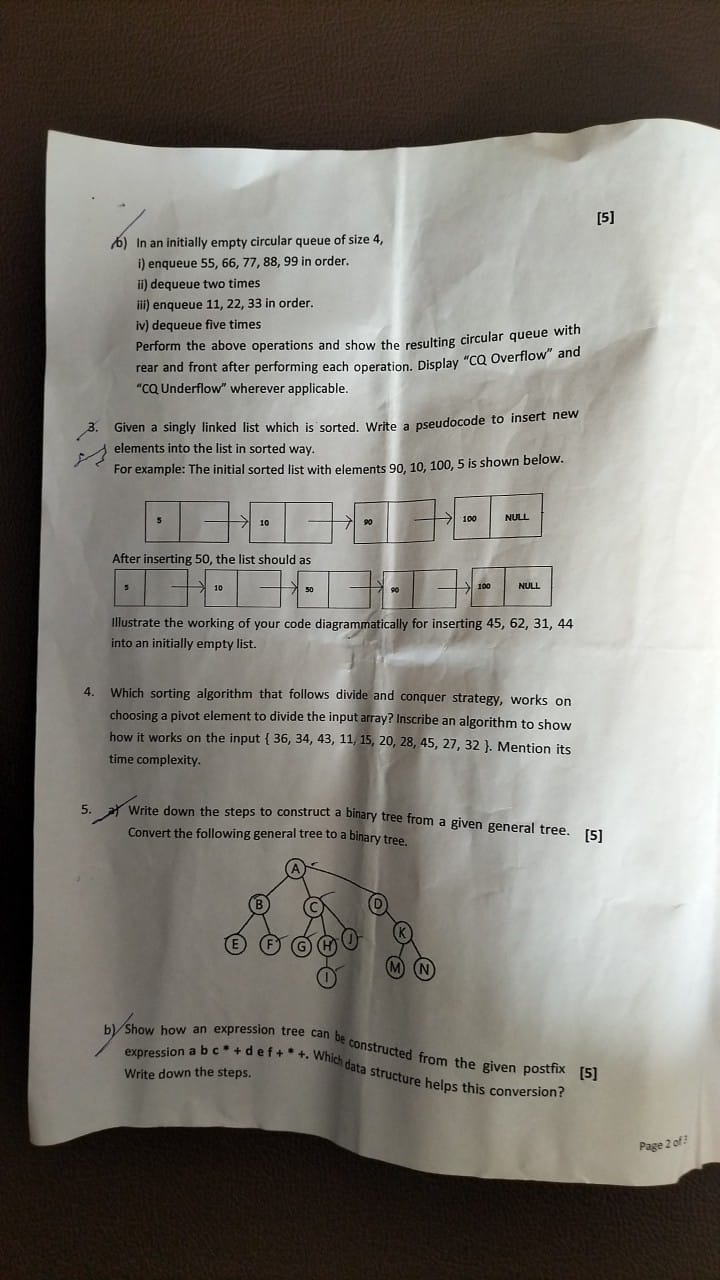 [5]
b) In an initially empty circular queue of size 4,
i) enqueue 55, 66, 77, 88, 99 in order.
ii) dequeue two times
iii) enqueue 11, 22, 33 in order.
iv) dequeue five times
Perform the above operations and show the resulting circular queue with
rear and front after performing each operation. Display “CQ Overflow” and
“CQ Underflow” wherever applicable.
3. Given a singly linked list which is sorted. Write a pseudocode to insert new
elements into the list in sorted way.
For example: The initial sorted list with elements 90, 10, 100, 5 is shown below.
5 10 90 100 NULL
After inserting 50, the list should as
5 10 50 90 100 NULL
Illustrate the working of your code diagrammatically for inserting 45, 62, 31, 44
into an initially empty list.
4. Which sorting algorithm that follows divide and conquer strategy, works on
choosing a pivot element to divide the input array? Inscribe an algorithm to show
how it works on the input { 36, 34, 43, 11, 15, 20, 28, 45, 27, 32 }. Mention its
time complexity.
5. a) Write down the steps to construct a binary tree from a given general tree. [5]
Convert the following general tree to a binary tree.
A
B C D
E F G H J K
I M N
b) Show how an expression tree can be constructed from the given postfix [5]
expression a b c * + d e f + * +. Which data structure helps this conversion?
Write down the steps.
Page 2 of 3